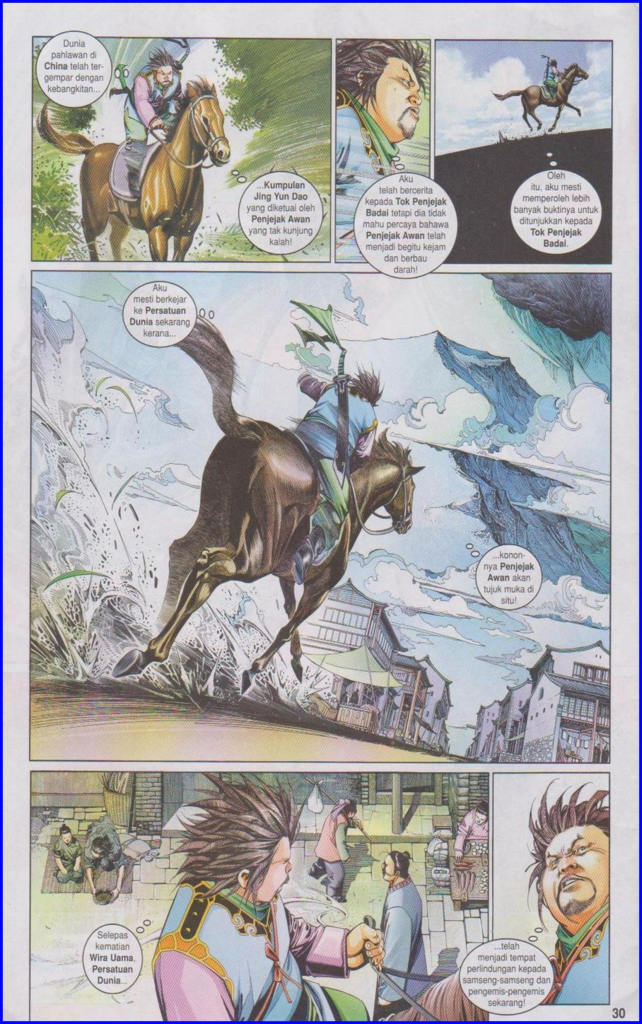 Dunia
pahlawan di
China telah ter-
gempar dengan
kebangkitan...
...Kumpulan
Jing Yun Dao
yang diketuai oleh
Penjejak Awan
yang tak kunjung
kalah!
Aku
telah bercerita
kepada Tok Penjejak
Badai tetapi dia tidak
mahu percaya bahawa
Penjejak Awan telah
menjadi begitu kejam
dan berbau
darah!
Oleh
itu, aku mesti
memperoleh lebih
banyak buktinya untuk
ditunjukkan kepada
Tok Penjejak
Badai.
Aku
mesti berkejar
ke Persatuan
Dunia sekarang
kerana...
...konon-
nya Penjejak
Awan akan
tujuk muka di
situ!
Selepas
kematian
Wira Uama,
Persatuan
Dunia...
...telah
menjadi tempat
perlindungan kepada
samseng-samseng dan
pengemis-pengemis
sekarang!
30